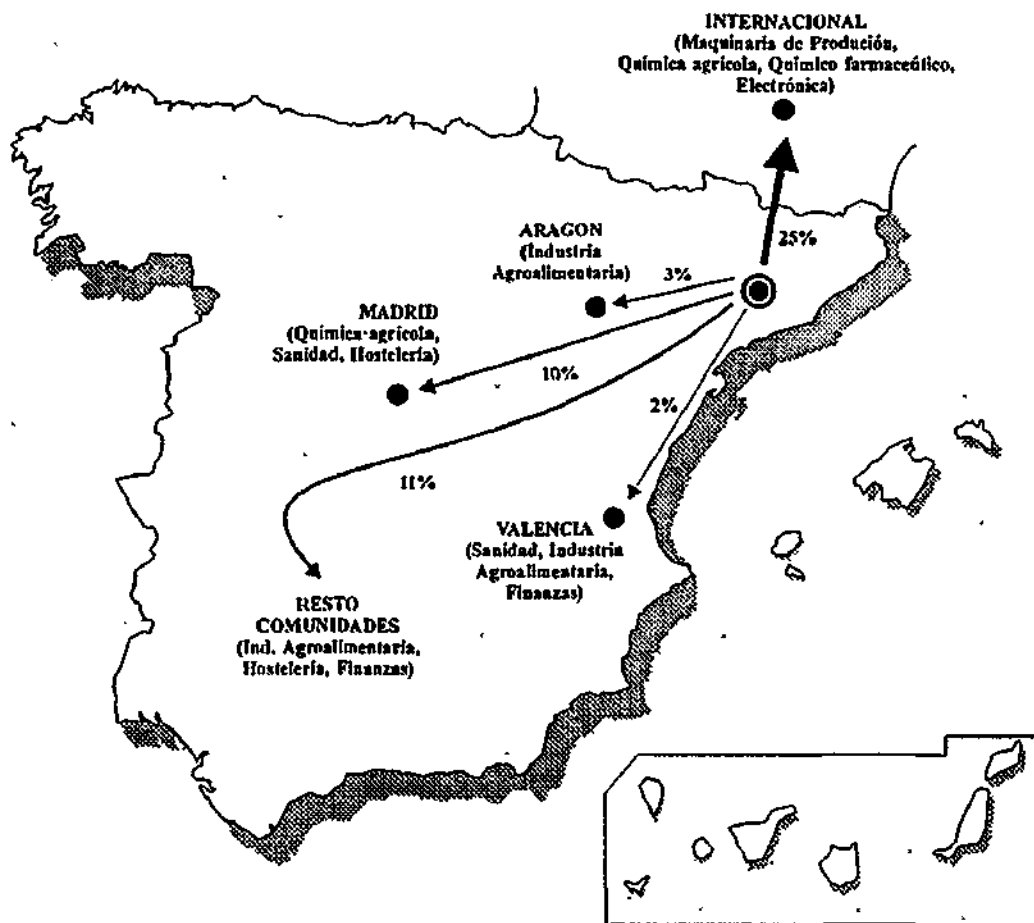 INTERNACIONAL
(Maquinaria de Produción,
Química agrícola, Químico farmaceútico,
Electrónica)
25%
ARAGON
(Industria
Agroalimentaria)
3%
MADRID
(Química-agrícola,
Sanidad, Hostelería)
10%
2%
11%
VALENCIA
(Sanidad, Industria
Agroalimentaria,
Finanzas)
RESTO
COMUNIDADES
(Ind. Agroalimentaria,
Hostelería, Finanzas)